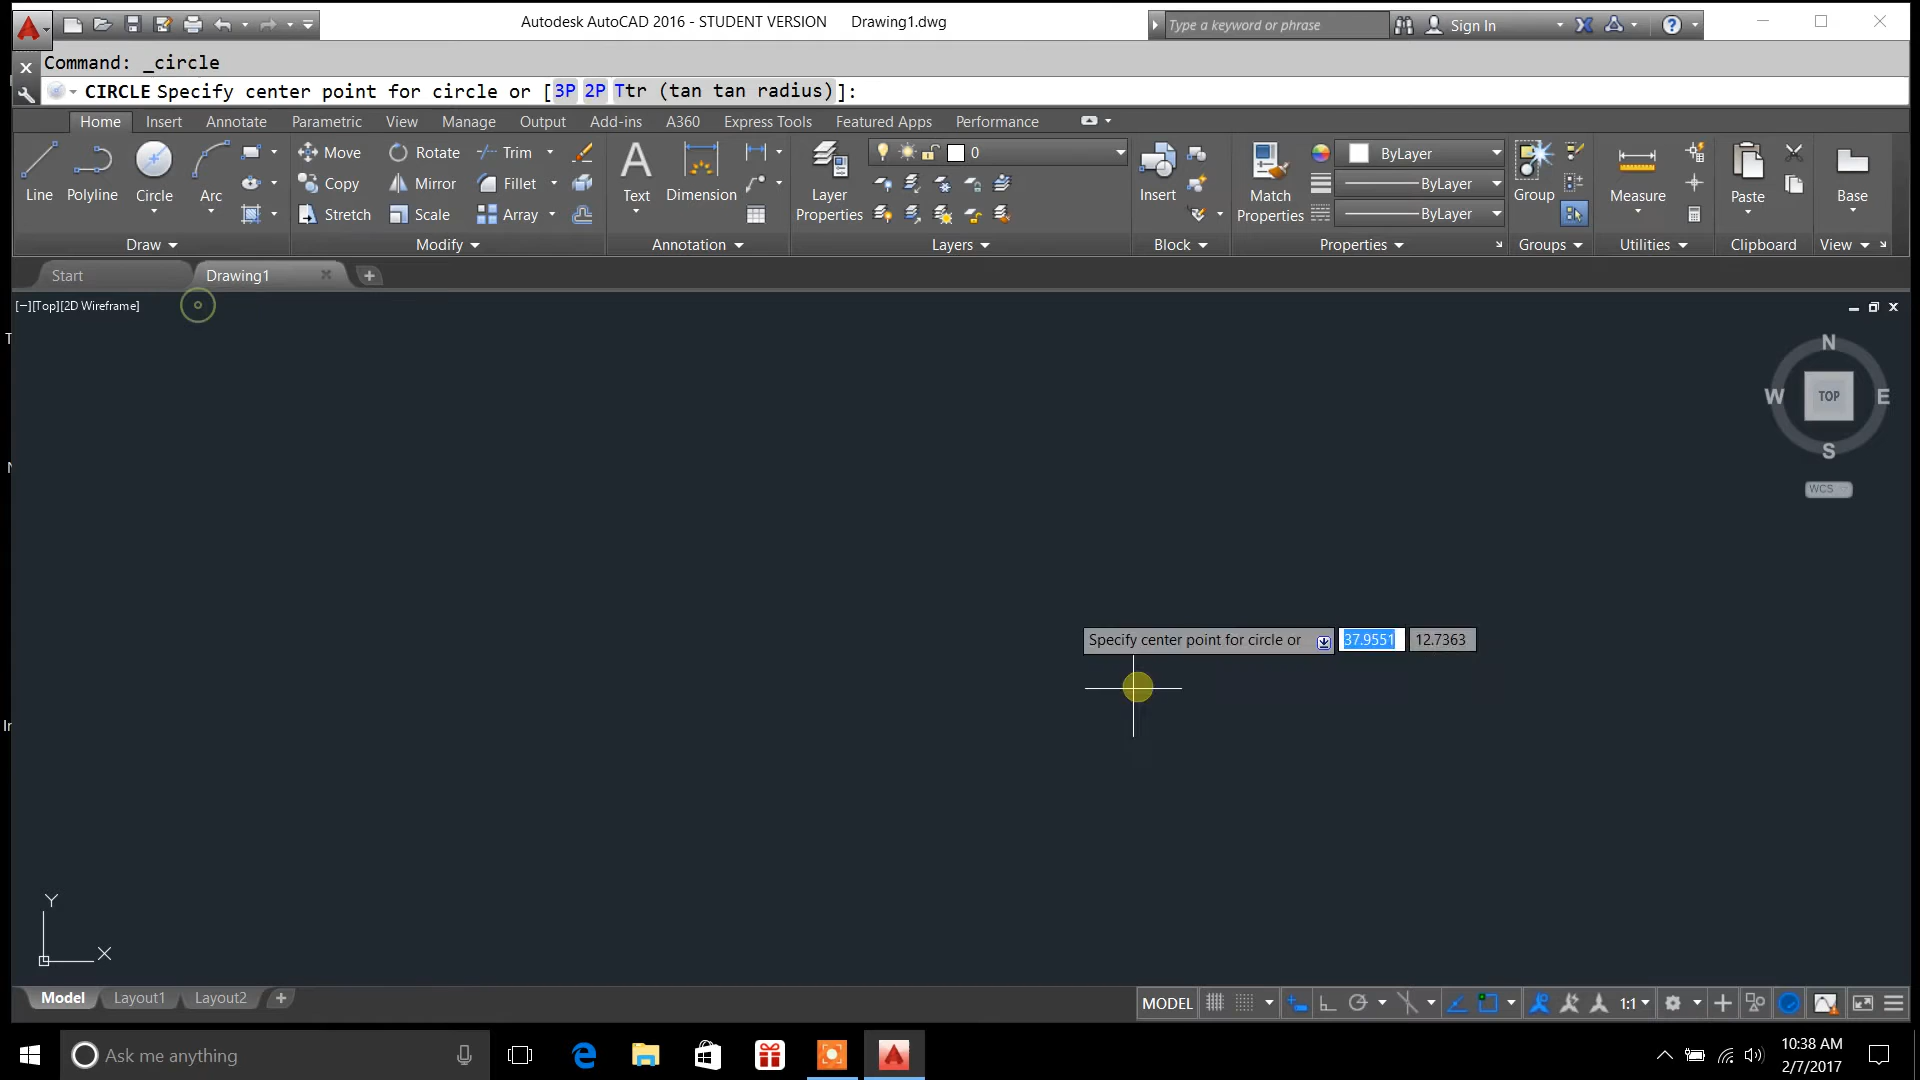 Autodesk AutoCAD 2016 - STUDENT VERSION Drawing1.dwg
Type a keyword or phrase
Sign In
Command: _circle
CIRCLE Specify center point for circle or [3P 2P Ttr (tan tan radius)]:
Home Insert Annotate Parametric View Manage Output Add-ins A360 Express Tools Featured Apps Performance
Line Polyline Circle Arc
Move Rotate Trim
Copy Mirror Fillet
Stretch Scale Array
Text Dimension
Layer Properties
0
Insert
Match Properties
ByLayer
ByLayer
ByLayer
Group
Measure
Paste
Base
Draw Modify Annotation Layers Block Properties Groups Utilities Clipboard View
Start Drawing1
[−][Top][2D Wireframe]
N
W TOP E
S
WCS
Specify center point for circle or 37.9551 12.7363
Y
X
Model Layout1 Layout2
MODEL 1:1
Ask me anything
10:38 AM
2/7/2017